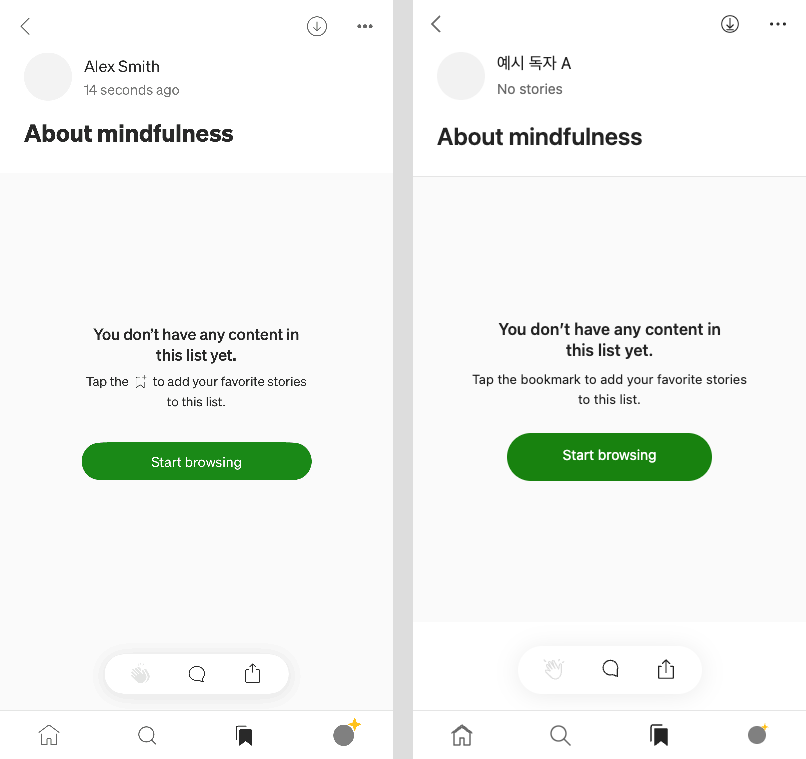 Alex Smith
14 seconds ago
About mindfulness
You don’t have any content in
this list yet.
Tap the to add your favorite stories
to this list.
Start browsing
예시 독자 A
No stories
About mindfulness
You don’t have any content in
this list yet.
Tap the bookmark to add your favorite stories
to this list.
Start browsing